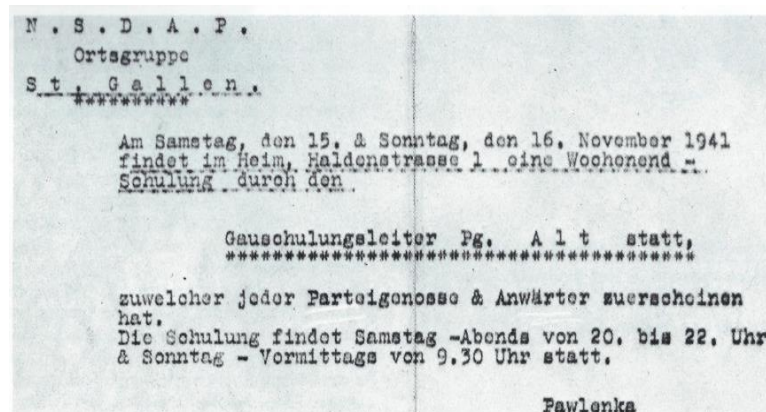 N . S . D . A . P .
Ortsgruppe
S t . G a l l e n .
**********
Am Samstag, den 15. & Sonntag, den 16. November 1941
findet im Heim, Haldenstrasse 1 eine Wochenend -
Schulung durch den
Gauschulungsleiter Pg. A l t statt,
****************************************
zuwelcher jeder Parteigenosse & Anwärter zuerscheinen
hat.
Die Schulung findet Samstag -Abends von 20. bis 22. Uhr
& Sonntag - Vormittags von 9.30 Uhr statt.
Pawlenka